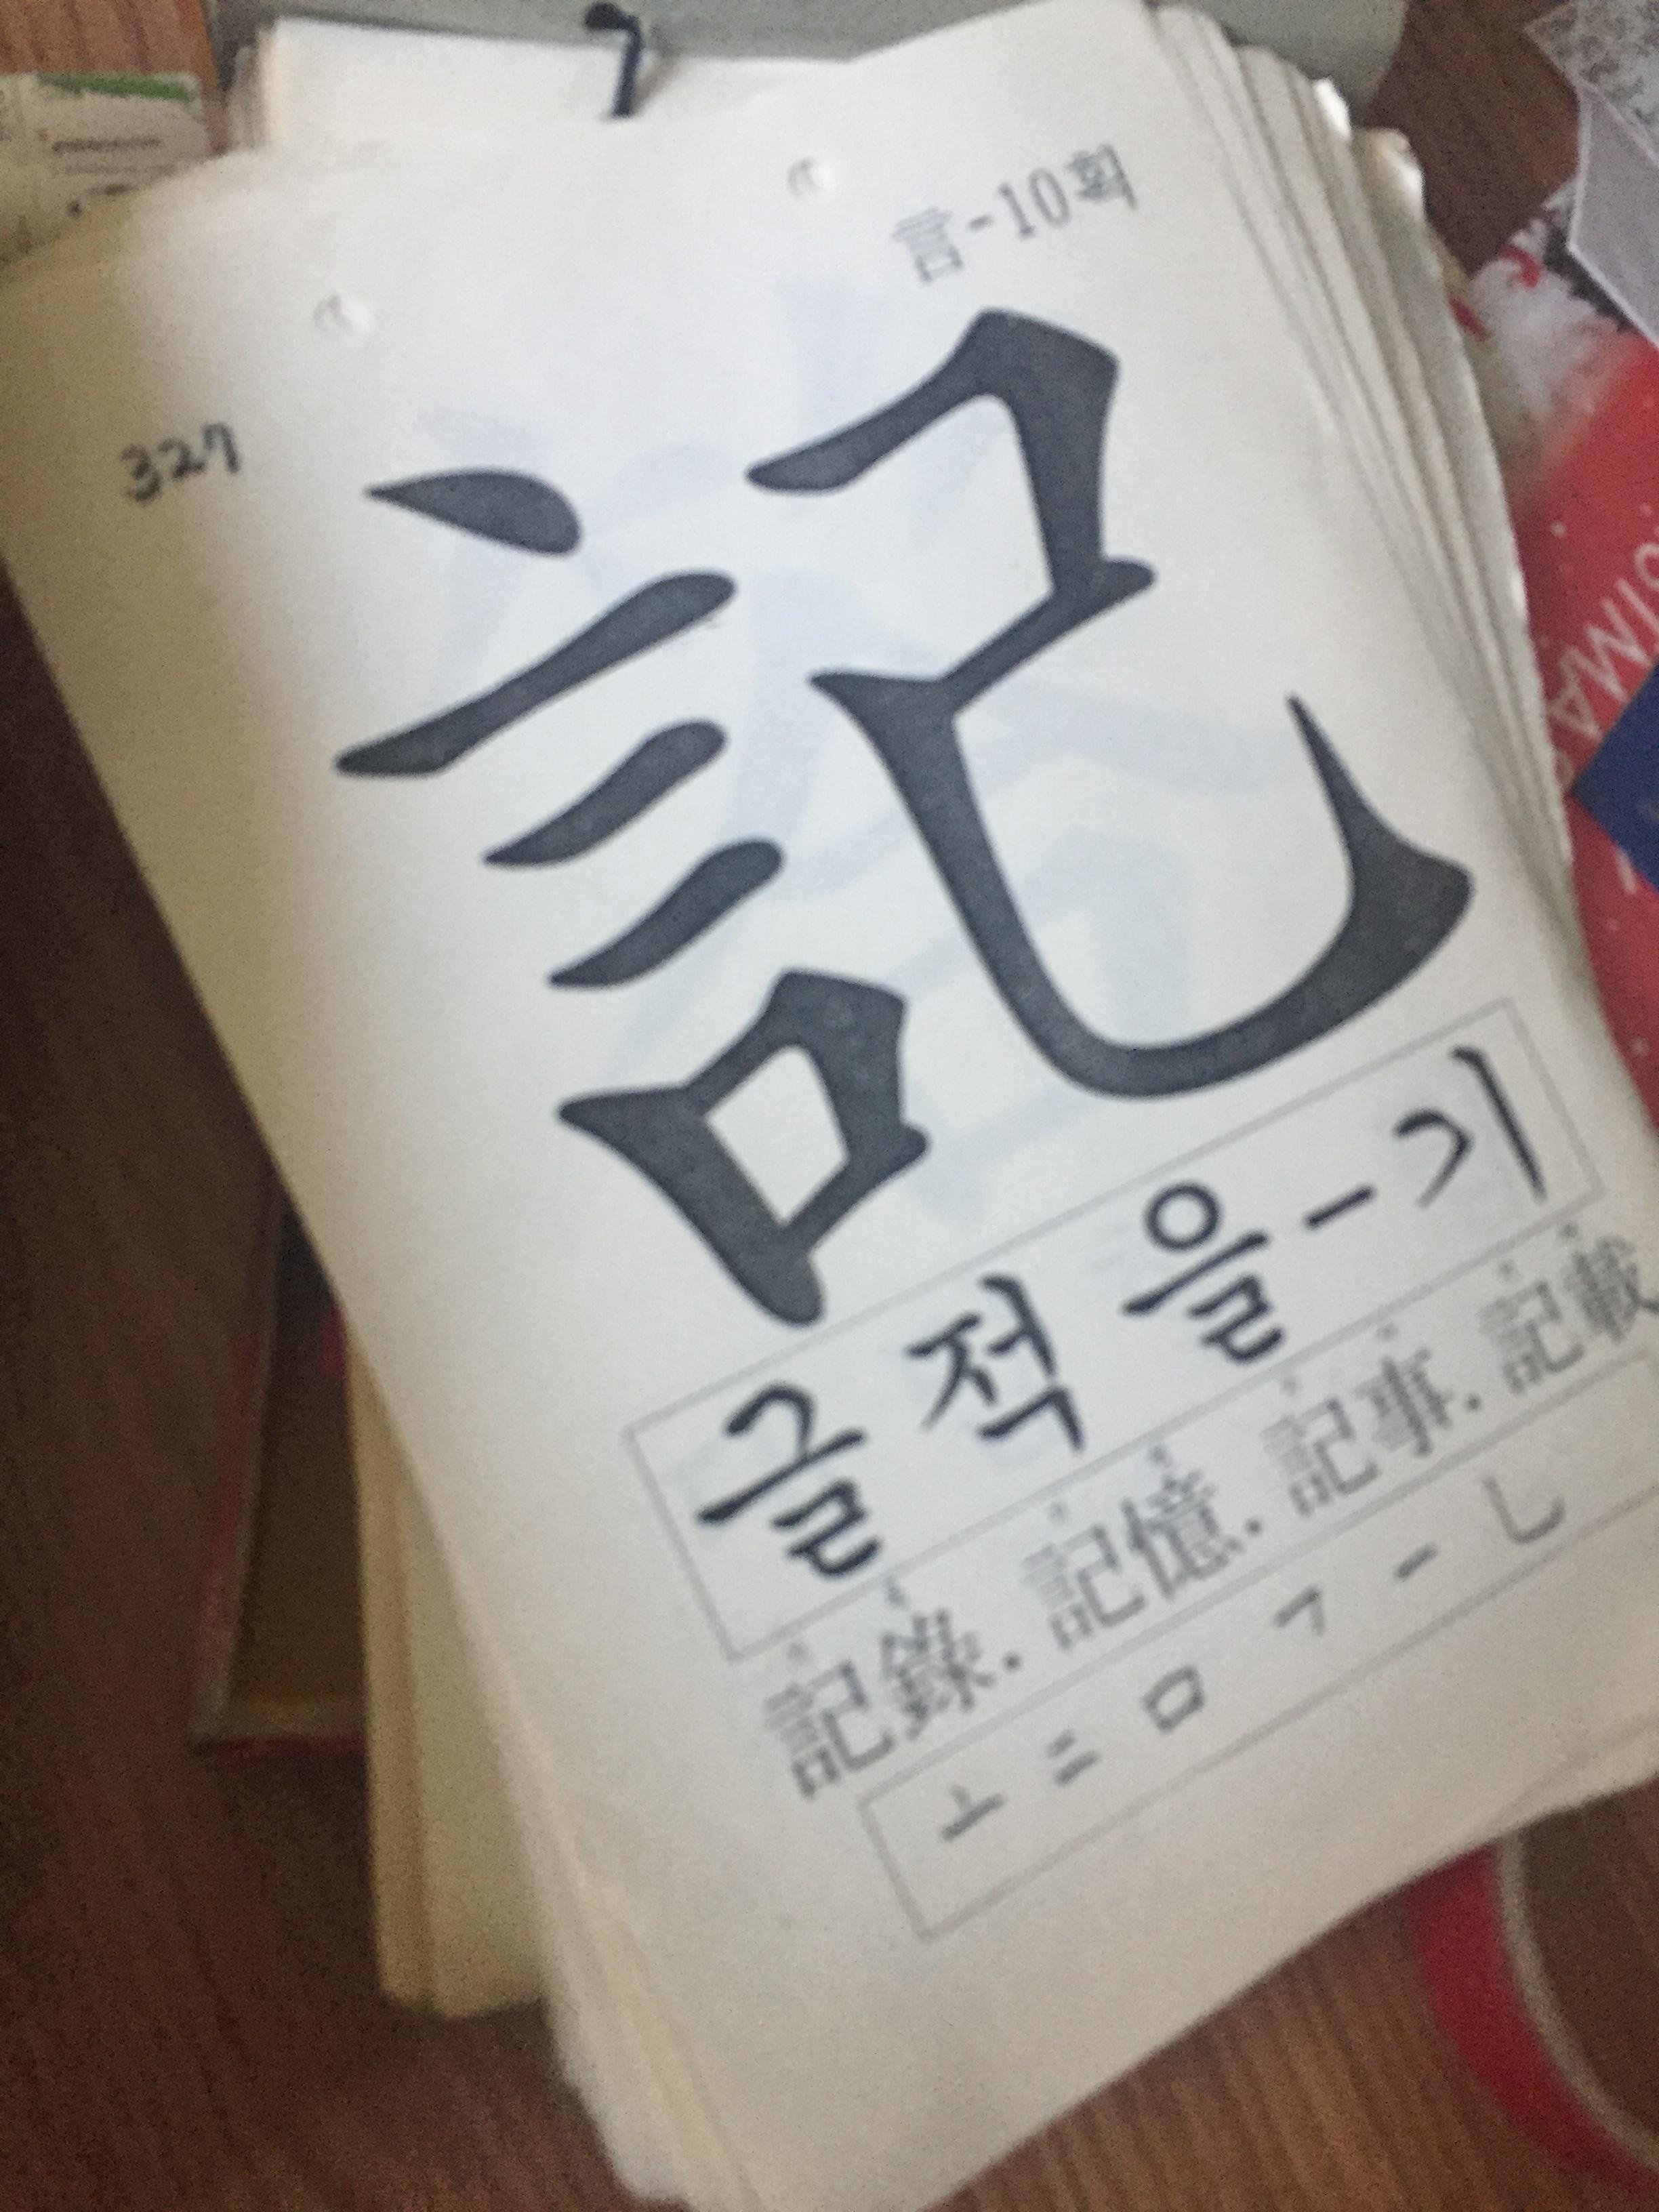 言-10획
327
記
글 적 을 - 기
記錄. 記憶. 記事. 記載
ㅗ 二 口 ㄱ 一 乚